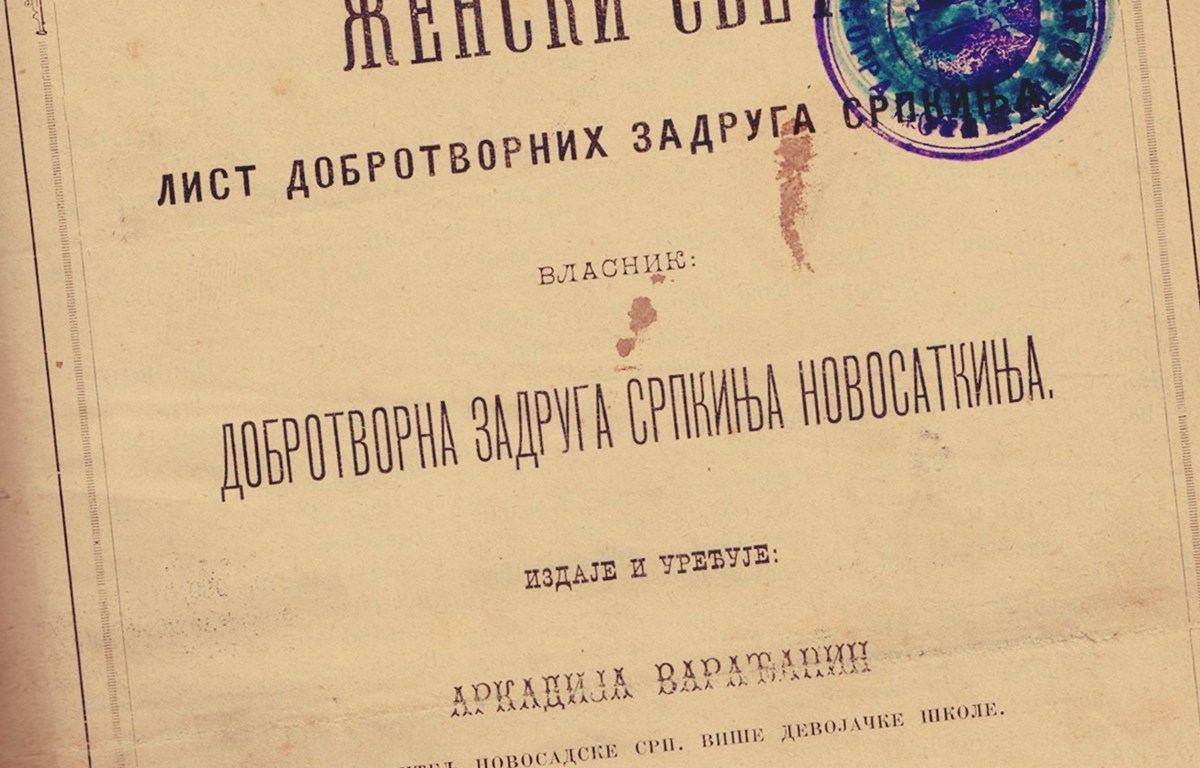 ЖЕНСКИ
ЛИСТ ДОБРОТВОРНИХ ЗАДРУГА СРПКИЊА
ВЛАСНИК:
ДОБРОТВОРНА ЗАДРУГА СРПКИЊА НОВОСАТКИЊА.
ИЗДАЈЕ И УРЕЂУЈЕ:
АРКАДИЈА ВАРАЂАНИН
НОВОСАДСКЕ СРП. ВИШЕ ДЕВОЈАЧКЕ ШКОЛЕ.